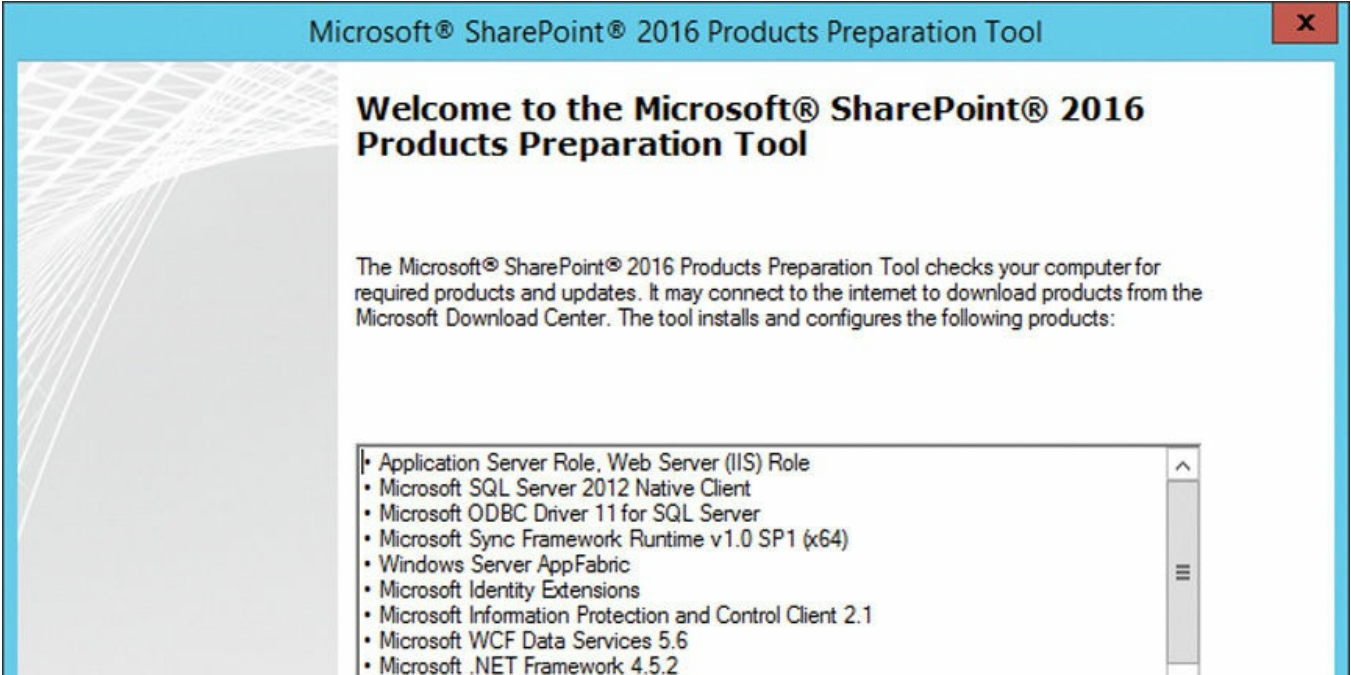 Microsoft® SharePoint® 2016 Products Preparation Tool
x
Welcome to the Microsoft® SharePoint® 2016
Products Preparation Tool
The Microsoft® SharePoint® 2016 Products Preparation Tool checks your computer for
required products and updates. It may connect to the internet to download products from the
Microsoft Download Center. The tool installs and configures the following products:
• Application Server Role, Web Server (IIS) Role
• Microsoft SQL Server 2012 Native Client
• Microsoft ODBC Driver 11 for SQL Server
• Microsoft Sync Framework Runtime v1.0 SP1 (x64)
• Windows Server AppFabric
• Microsoft Identity Extensions
• Microsoft Information Protection and Control Client 2.1
• Microsoft WCF Data Services 5.6
• Microsoft .NET Framework 4.5.2